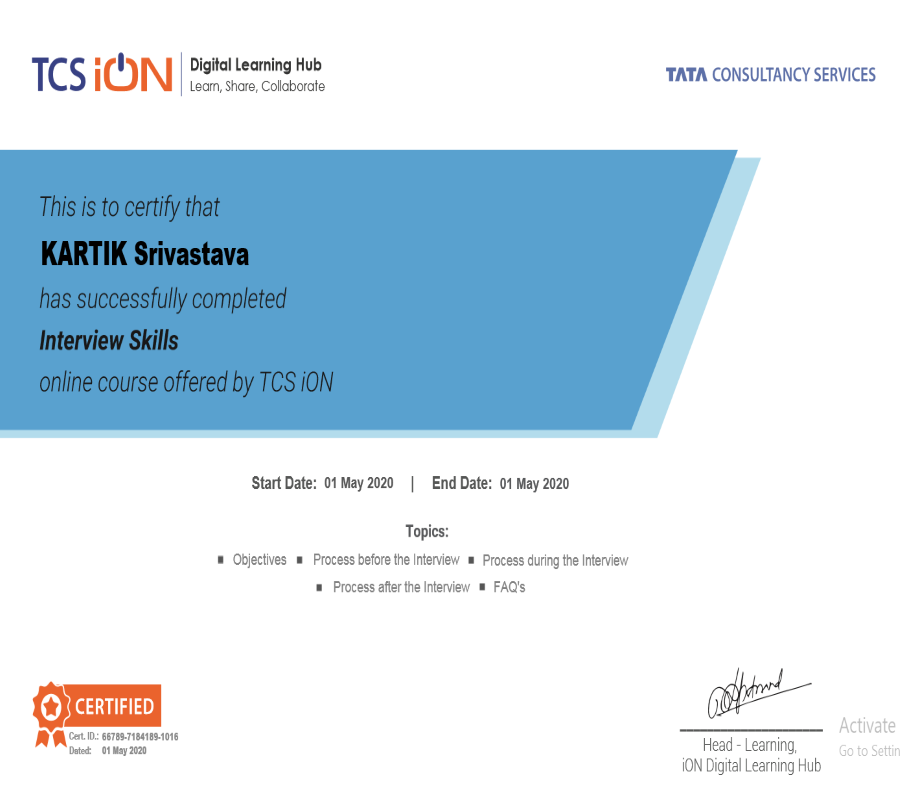 TCS iON
Digital Learning Hub
Learn, Share, Collaborate
TATA CONSULTANCY SERVICES
This is to certify that
KARTIK Srivastava
has successfully completed
Interview Skills
online course offered by TCS iON
Start Date: 01 May 2020 | End Date: 01 May 2020
Topics:
▪ Objectives ▪ Process before the Interview ▪ Process during the Interview
▪ Process after the Interview ▪ FAQ's
CERTIFIED
Cert. ID.: 66789-7184189-1016
Dated: 01 May 2020
Head - Learning,
iON Digital Learning Hub
Activate
Go to Settin